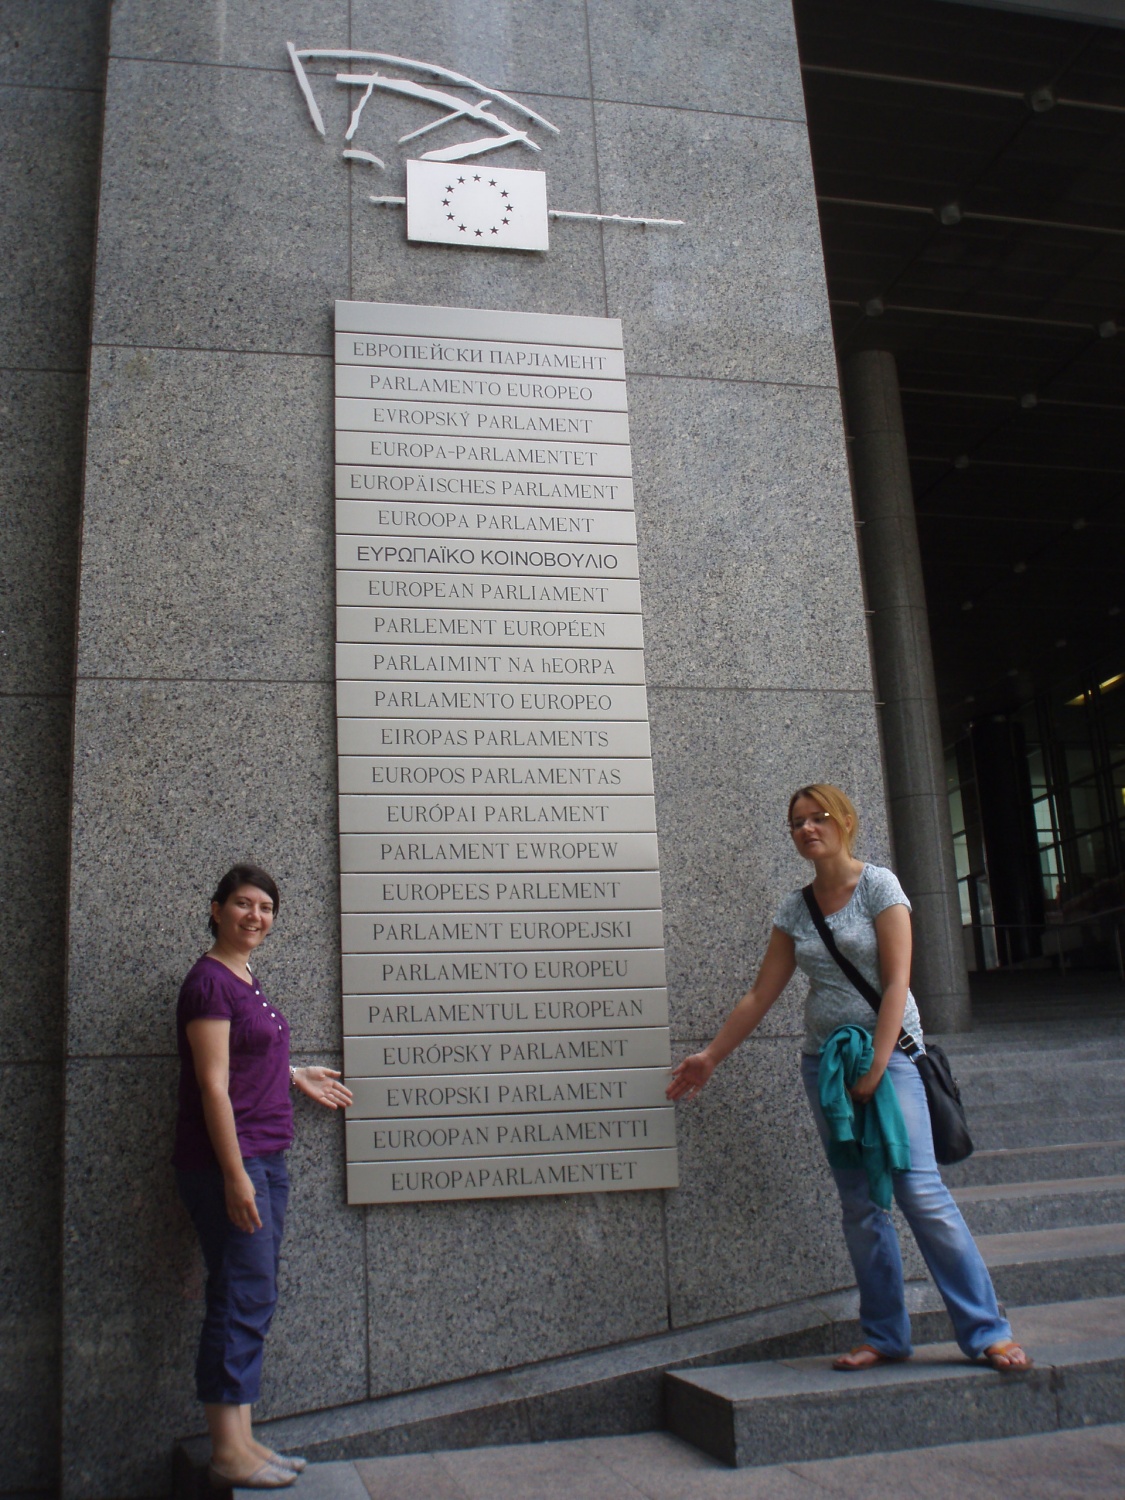 ЕВРОПЕЙСКИ ПАРЛАМЕНТ
PARLAMENTO EUROPEO
EVROPSKÝ PARLAMENT
EUROPA-PARLAMENTET
EUROPÄISCHES PARLAMENT
EUROOPA PARLAMENT
ΕΥΡΩΠΑΪΚΟ ΚΟΙΝΟΒΟΥΛΙΟ
EUROPEAN PARLIAMENT
PARLEMENT EUROPÉEN
PARLAIMINT NA hEORPA
PARLAMENTO EUROPEO
EIROPAS PARLAMENTS
EUROPOS PARLAMENTAS
EURÓPAI PARLAMENT
PARLAMENT EWROPEW
EUROPEES PARLEMENT
PARLAMENT EUROPEJSKI
PARLAMENTO EUROPEU
PARLAMENTUL EUROPEAN
EURÓPSKY PARLAMENT
EVROPSKI PARLAMENT
EUROOPAN PARLAMENTTI
EUROPAPARLAMENTET